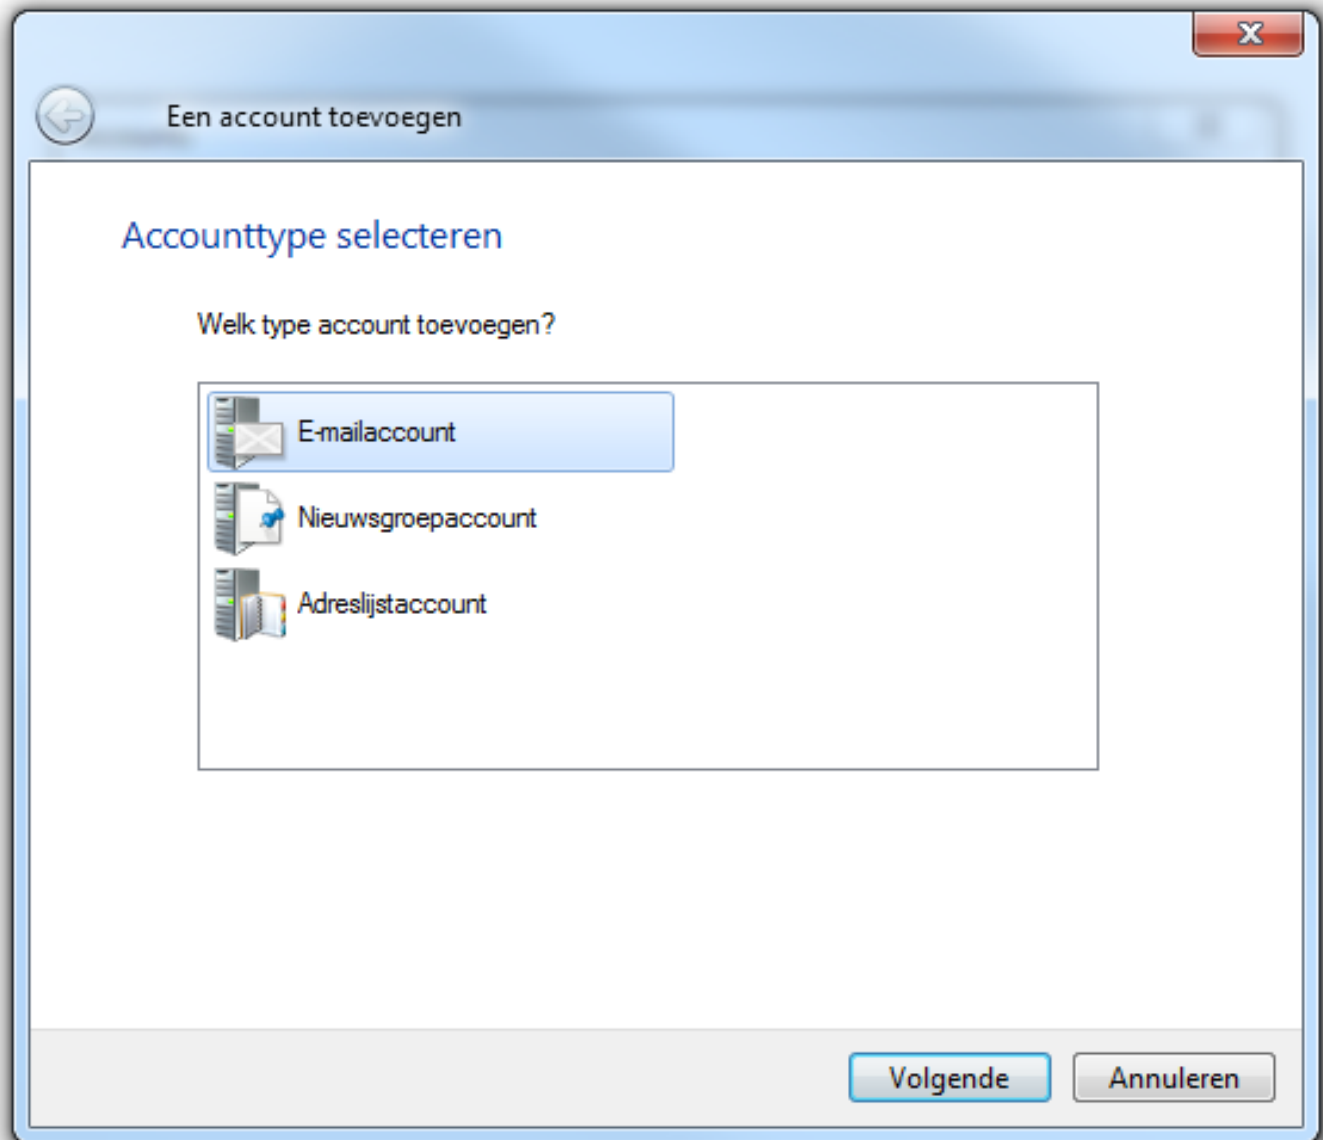 Een account toevoegen
Accounttype selecteren
Welk type account toevoegen?
E-mailaccount
Nieuwsgroepaccount
Adreslijstaccount
Volgende
Annuleren